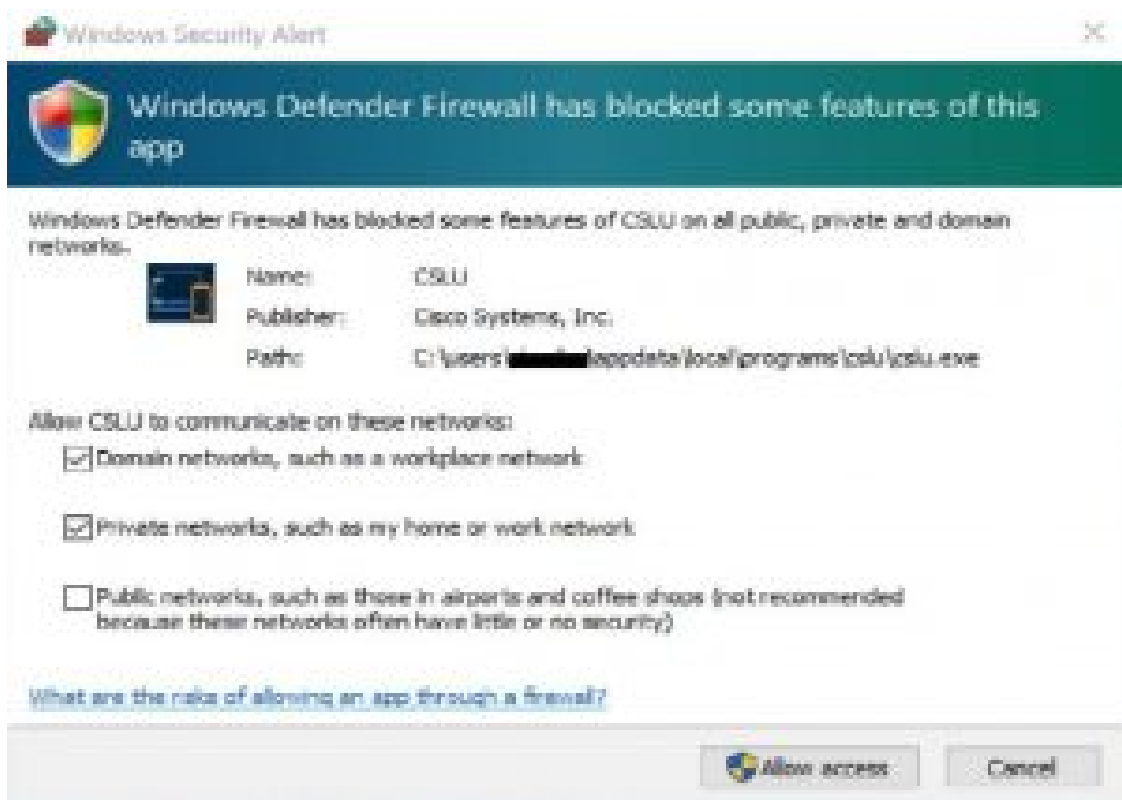 Windows Security Alert
Windows Defender Firewall has blocked some features of this
app
Windows Defender Firewall has blocked some features of CSLU on all public, private and domain
networks.
Name: CSLU
Publisher: Cisco Systems, Inc.
Path: C:\users\ \appdata\local\programs\cslu\cslu.exe
Allow CSLU to communicate on these networks:
Domain networks, such as a workplace network
Private networks, such as my home or work network
Public networks, such as those in airports and coffee shops (not recommended
because these networks often have little or no security)
What are the risks of allowing an app through a firewall?
Allow access
Cancel